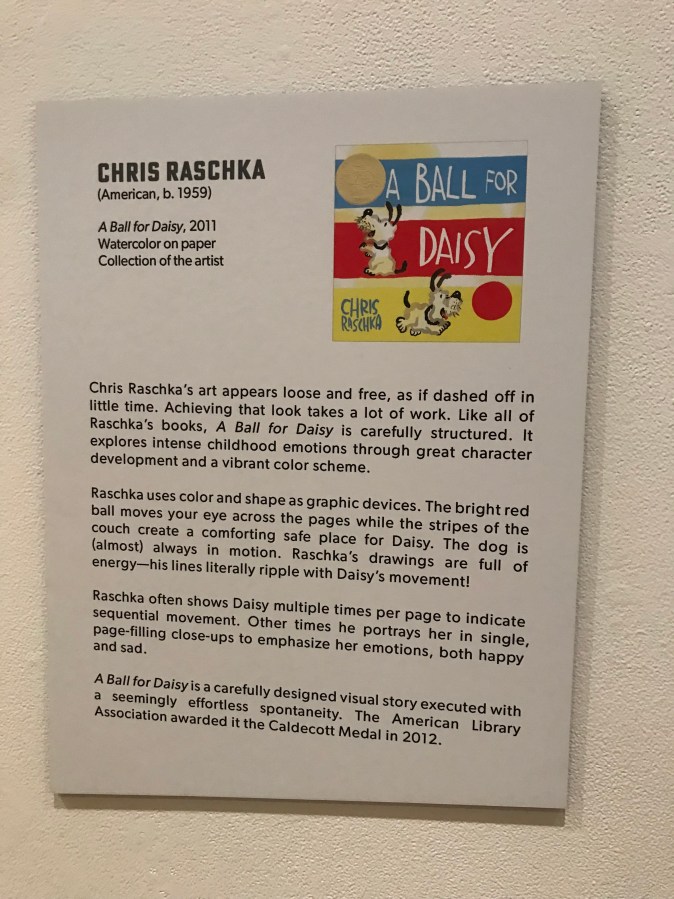 CHRIS RASCHKA
(American, b. 1959)
A Ball for Daisy, 2011
Watercolor on paper
Collection of the artist
A BALL FOR
DAISY
CHRIS
RASCHKA
Chris Raschka's art appears loose and free, as if dashed off in
little time. Achieving that look takes a lot of work. Like all of
Raschka's books, A Ball for Daisy is carefully structured. It
explores intense childhood emotions through great character
development and a vibrant color scheme.
Raschka uses color and shape as graphic devices. The bright red
ball moves your eye across the pages while the stripes of the
couch create a comforting safe place for Daisy. The dog is
(almost) always in motion. Raschka's drawings are full of
energy—his lines literally ripple with Daisy's movement!
Raschka often shows Daisy multiple times per page to indicate
sequential movement. Other times he portrays her in single,
page-filling close-ups to emphasize her emotions, both happy
and sad.
A Ball for Daisy is a carefully designed visual story executed with
a seemingly effortless spontaneity. The American Library
Association awarded it the Caldecott Medal in 2012.